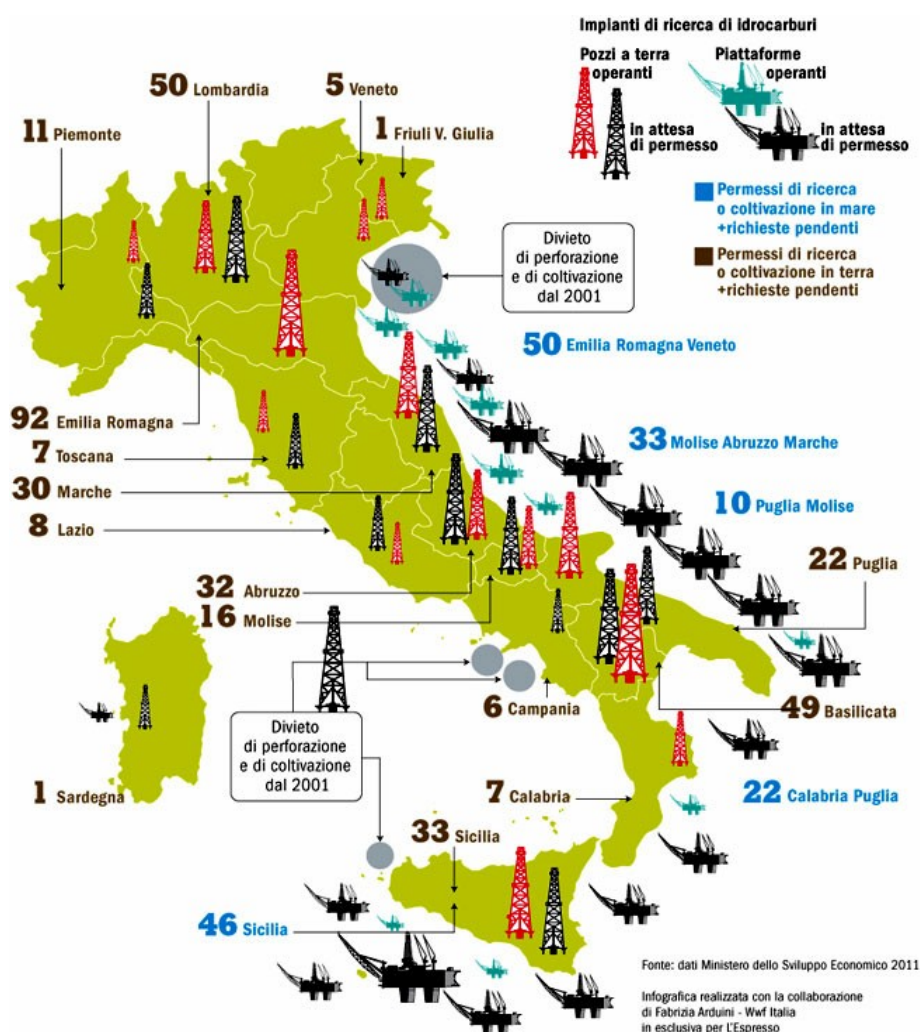 Impianti di ricerca di idrocarburi
Pozzi a terra
operanti
in attesa
di permesso
Piattaforme
operanti
in attesa
di permesso
Permessi di ricerca
o coltivazione in mare
+richieste pendenti
Permessi di ricerca
o coltivazione in terra
+richieste pendenti
50 Lombardia
5 Veneto
11 Piemonte
1 Friuli V. Giulia
Divieto
di perforazione
e di coltivazione
dal 2001
50 Emilia Romagna Veneto
92 Emilia Romagna
7 Toscana
33 Molise Abruzzo Marche
30 Marche
10 Puglia Molise
8 Lazio
22 Puglia
32 Abruzzo
16 Molise
6 Campania
49 Basilicata
Divieto
di perforazione
e di coltivazione
dal 2001
1 Sardegna
7 Calabria
22 Calabria Puglia
33 Sicilia
46 Sicilia
Fonte: dati Ministero dello Sviluppo Economico 2011
Infografica realizzata con la collaborazione
di Fabrizia Arduini - Wwf Italia
in esclusiva per L'Espresso